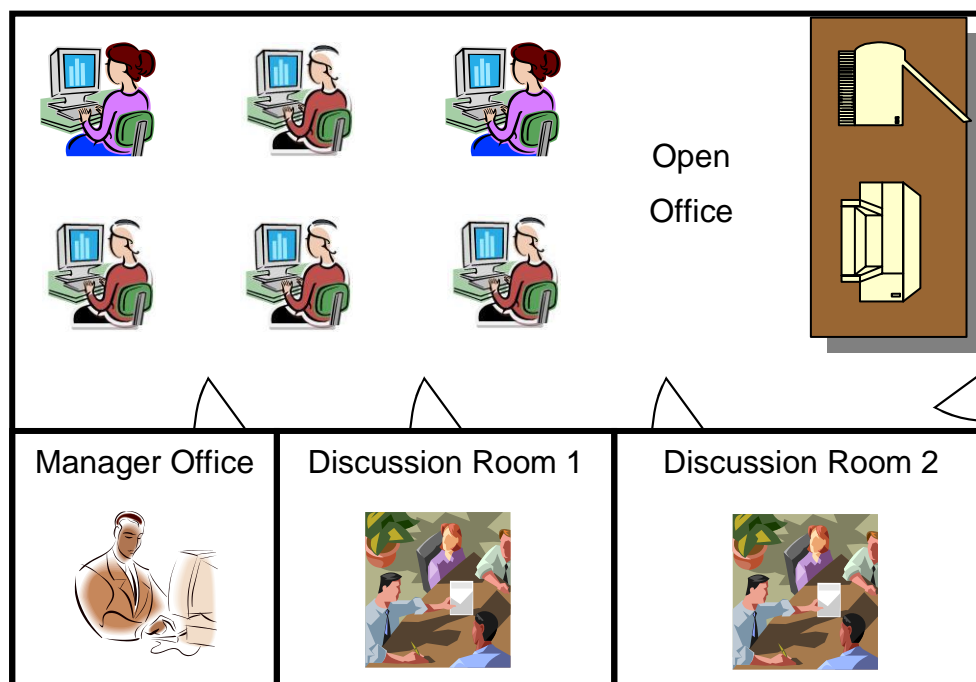 Open
Office
Manager Office
Discussion Room 1
Discussion Room 2